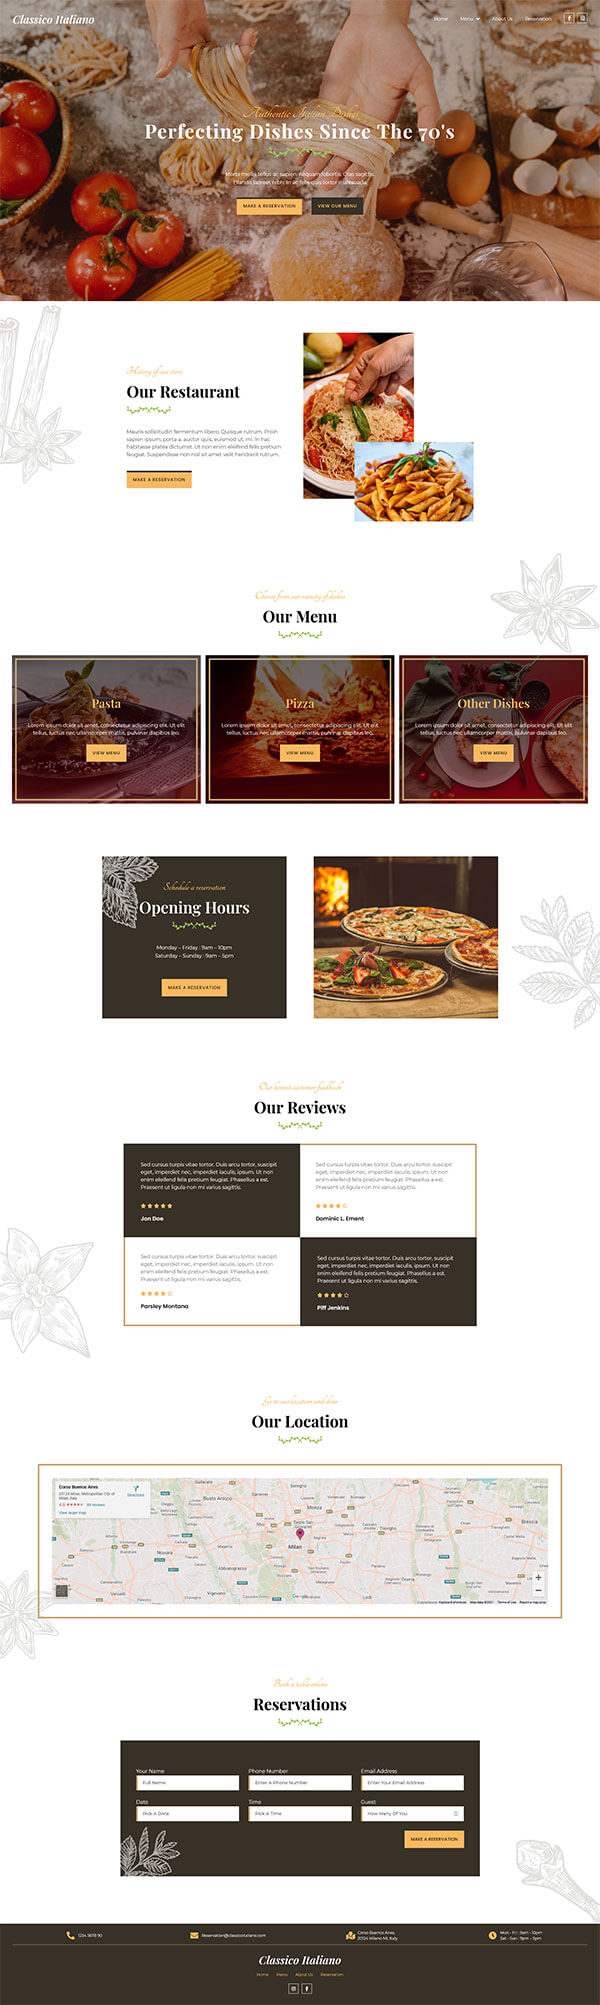 Classico Italiano
Home Menu About Us Reservation
Authentic Italian Dishes
Perfecting Dishes Since The 70's
Morbi mollis tellus ac sapien. Aliquam lobortis. Cras sagittis.
Blandit laoreet nibh. In ac felis quis tortor malesuada.
MAKE A RESERVATION VIEW OUR MENU
History of our store
Our Restaurant
Mauris sollicitudin fermentum libero. Quisque rutrum. Proin
sapien ipsum, porta a, auctor quis, euismod ut, mi. In hac
habitasse platea dictumst. Ut non enim eleifend felis pretium
feugiat. Suspendisse non nisl sit amet velit hendrerit rutrum.
MAKE A RESERVATION
Choose from our variety of dishes
Our Menu
Pasta
Lorem ipsum dolor sit amet, consectetur adipiscing elit. Ut elit
tellus, luctus nec ullamcorper mattis, pulvinar dapibus leo.
VIEW MENU
Pizza
Lorem ipsum dolor sit amet, consectetur adipiscing elit. Ut elit
tellus, luctus nec ullamcorper mattis, pulvinar dapibus leo.
VIEW MENU
Other Dishes
Lorem ipsum dolor sit amet, consectetur adipiscing elit. Ut elit
tellus, luctus nec ullamcorper mattis, pulvinar dapibus leo.
VIEW MENU
Schedule a reservation
Opening Hours
Monday – Friday : 9am – 10pm
Saturday – Sunday : 9am – 5pm
MAKE A RESERVATION
Our honest customer feedback
Our Reviews
Sed cursus turpis vitae tortor. Duis arcu tortor, suscipit
eget, imperdiet nec, imperdiet iaculis, ipsum. Ut non
enim eleifend felis pretium feugiat. Phasellus a est.
Praesent ut ligula non mi varius sagittis.
Jon Doe
Sed cursus turpis vitae tortor. Duis arcu tortor, suscipit
eget, imperdiet nec, imperdiet iaculis, ipsum. Ut non
enim eleifend felis pretium feugiat. Phasellus a est.
Praesent ut ligula non mi varius sagittis.
Dominic L. Ement
Sed cursus turpis vitae tortor. Duis arcu tortor, suscipit
eget, imperdiet nec, imperdiet iaculis, ipsum. Ut non
enim eleifend felis pretium feugiat. Phasellus a est.
Praesent ut ligula non mi varius sagittis.
Parsley Montana
Sed cursus turpis vitae tortor. Duis arcu tortor, suscipit
eget, imperdiet nec, imperdiet iaculis, ipsum. Ut non
enim eleifend felis pretium feugiat. Phasellus a est.
Praesent ut ligula non mi varius sagittis.
Piff Jenkins
Go to our location and dine
Our Location
Corso Buenos Aires
20124 Milan, Metropolitan City of
Milan, Italy
Directions
View larger map
Busto Arsizio
Monza
Novara
Milan
Abbiategrasso
Vigevano
Lodi
Treviglio
Bergamo
Brescia
Crema
Keyboard shortcuts Map data ©2021 Terms of Use Report a map error
Book a table online
Reservations
Your Name Phone Number Email Address
Full Name Enter A Phone Number Enter Your Email Address
Date Time Guest
Pick A Date Pick A Time How Many Of You
MAKE A RESERVATION
1234 5678 90
Reservation@classicoitaliano.com
Corso Buenos Aires,
20124 Milano MI, Italy
Mon - Fri : 9am - 10pm
Sat - Sun : 9am - 5pm
Classico Italiano
Home Menu About Us Reservation